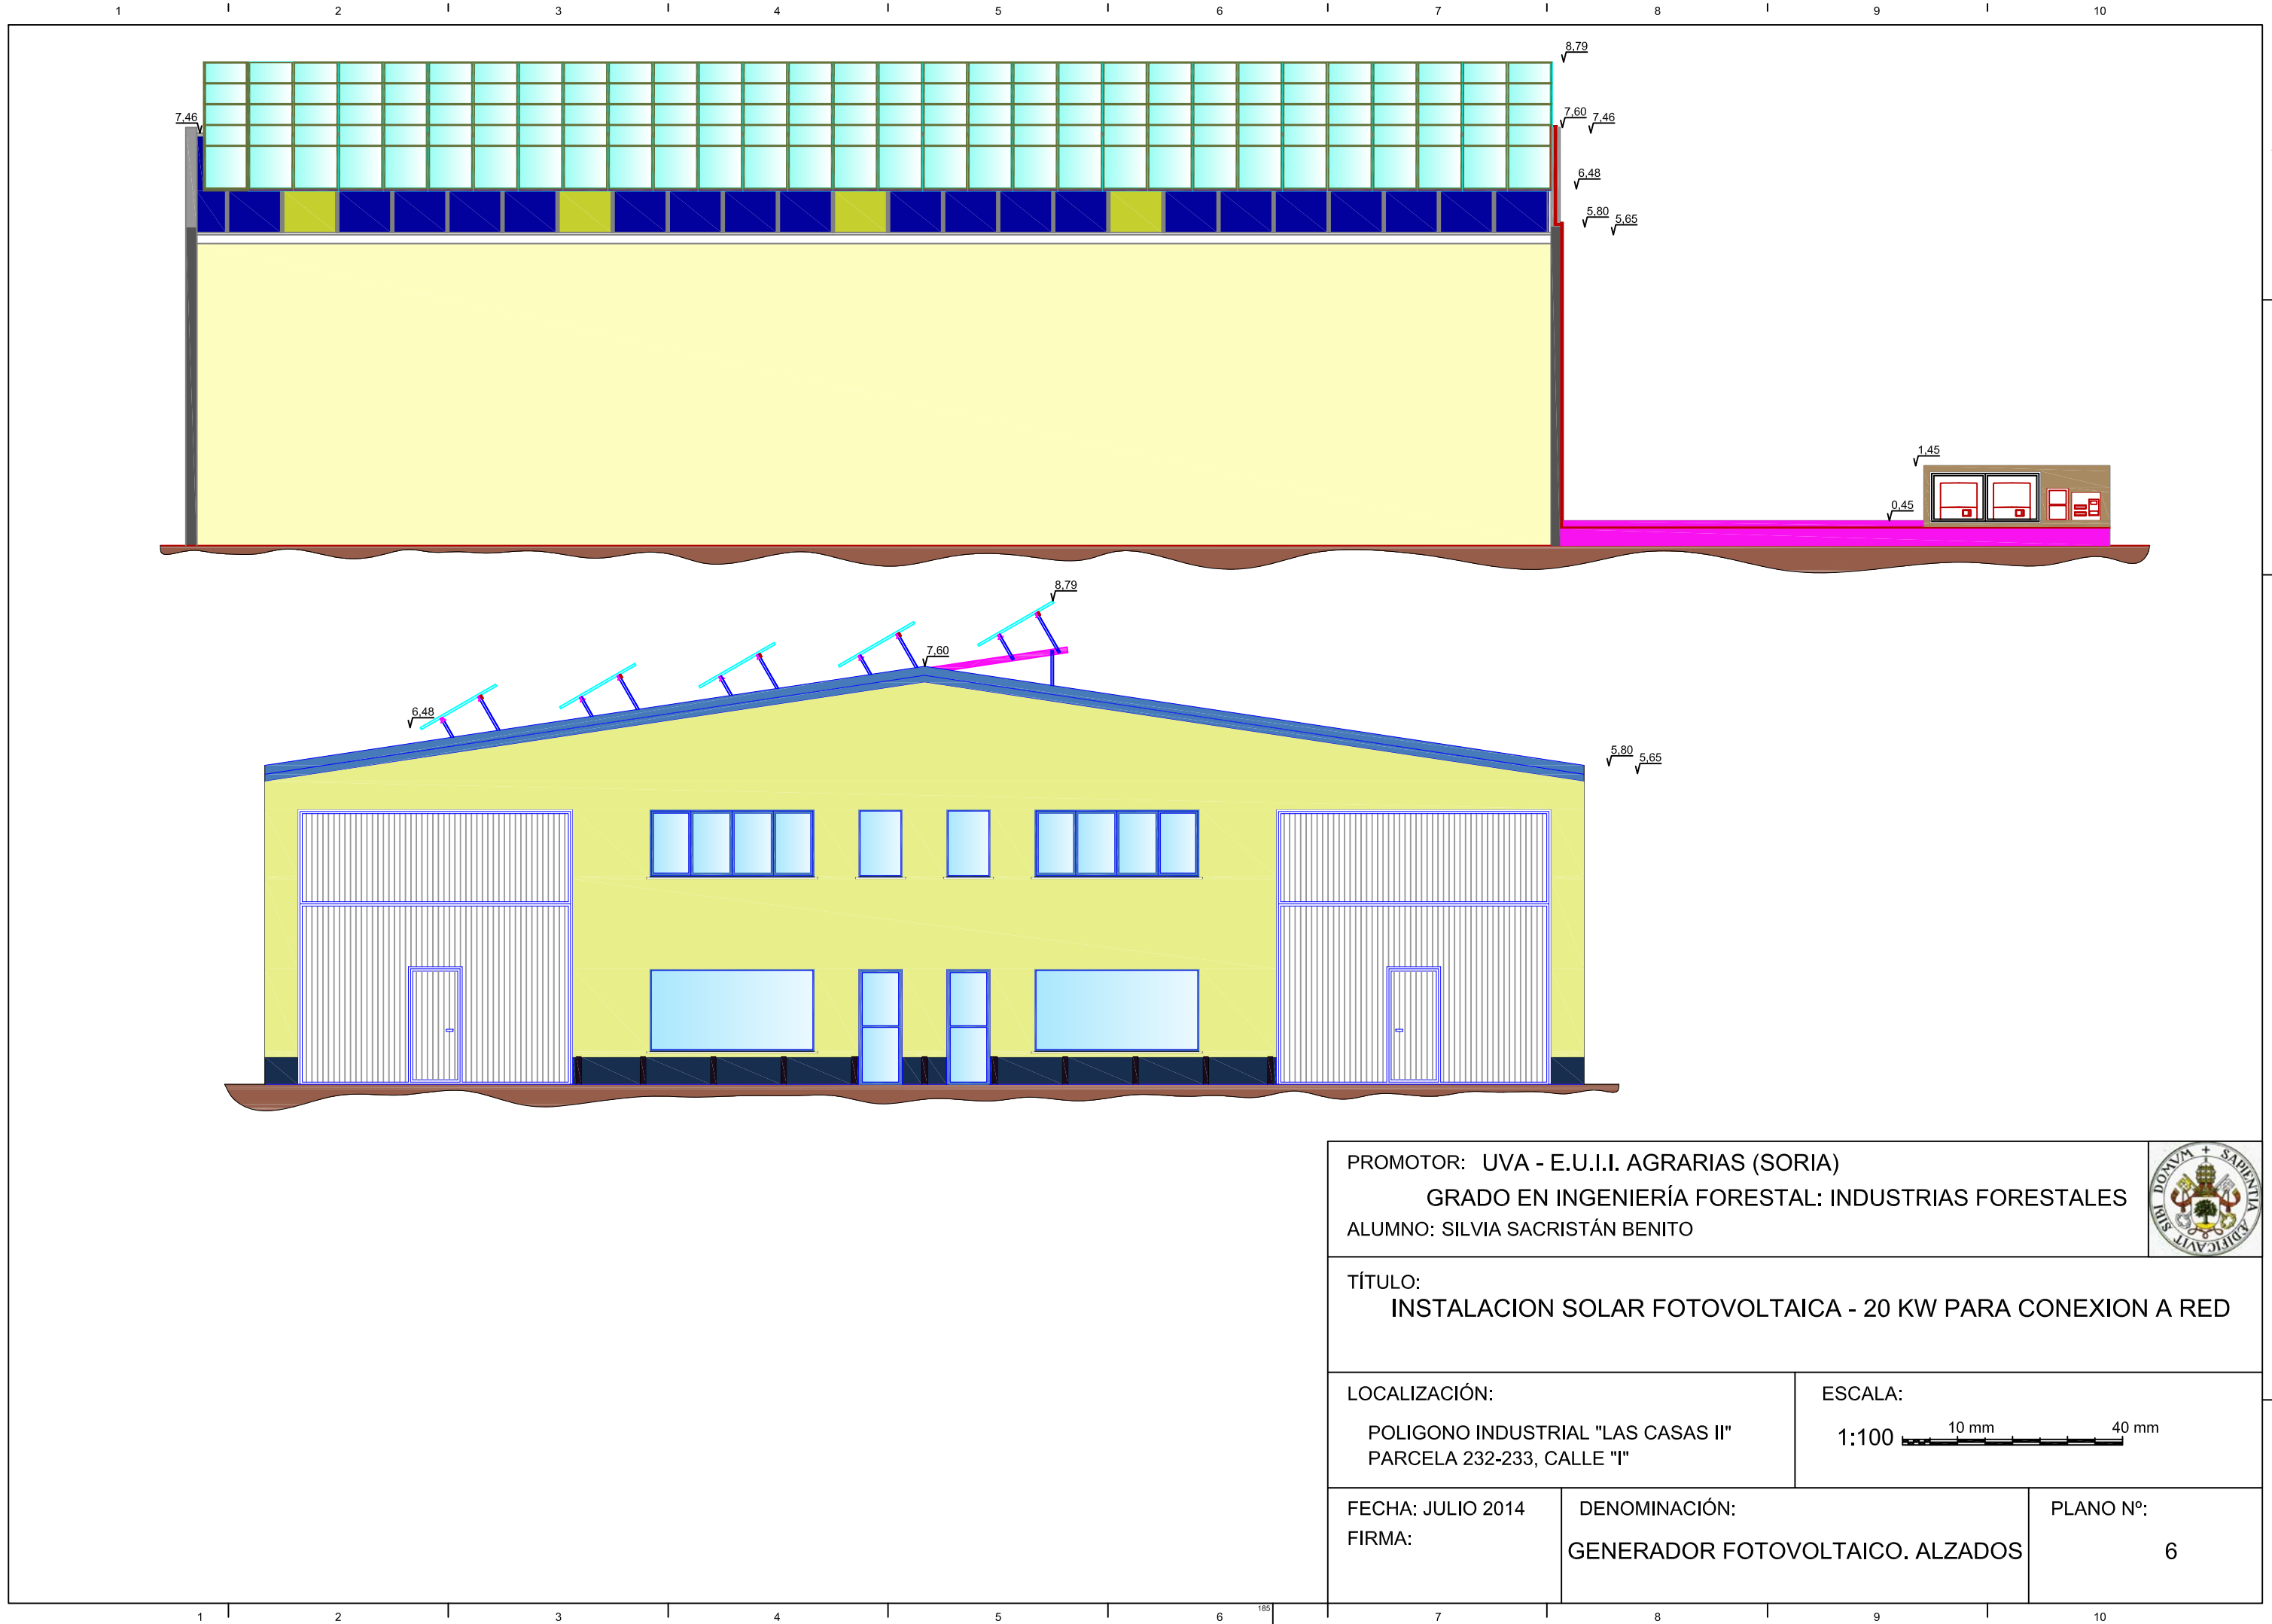 1 2 3 4 5 6 7 8 9 10
8,79
7,46
7,60 7,46
6,48
5,80 5,65
1,45
0,45
8,79
7,60
6,48
5,80 5,65
PROMOTOR: UVA - E.U.I.I. AGRARIAS (SORIA)
GRADO EN INGENIERÍA FORESTAL: INDUSTRIAS FORESTALES
ALUMNO: SILVIA SACRISTÁN BENITO
SIBI DOMVM + SAPIENTIA ÆDIFICAVIT
TÍTULO:
INSTALACION SOLAR FOTOVOLTAICA - 20 KW PARA CONEXION A RED
LOCALIZACIÓN:
POLIGONO INDUSTRIAL "LAS CASAS II"
PARCELA 232-233, CALLE "I"
ESCALA:
1:100 10 mm 40 mm
FECHA: JULIO 2014
FIRMA:
DENOMINACIÓN:
GENERADOR FOTOVOLTAICO. ALZADOS
PLANO Nº:
6
185
1 2 3 4 5 6 7 8 9 10